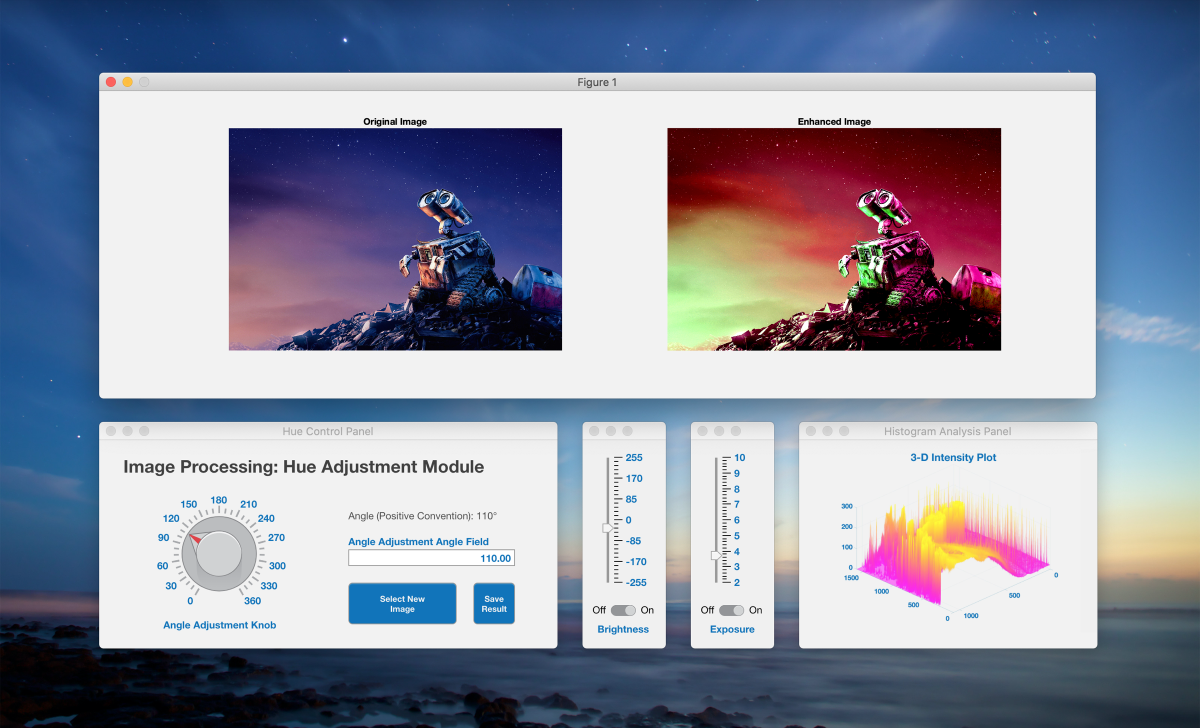 Figure 1
Original Image
Enhanced Image
Hue Control Panel
Image Processing: Hue Adjustment Module
180
150
210
120
240
90
270
60
300
30
330
0
360
Angle Adjustment Knob
Angle (Positive Convention): 110°
Angle Adjustment Angle Field
110.00
Select New
Image
Save
Result
255
170
85
0
-85
-170
-255
Off
On
Brightness
10
9
8
7
6
5
4
3
2
Off
On
Exposure
Histogram Analysis Panel
3-D Intensity Plot
300
200
100
0
1500
1000
500
0
0
500
1000